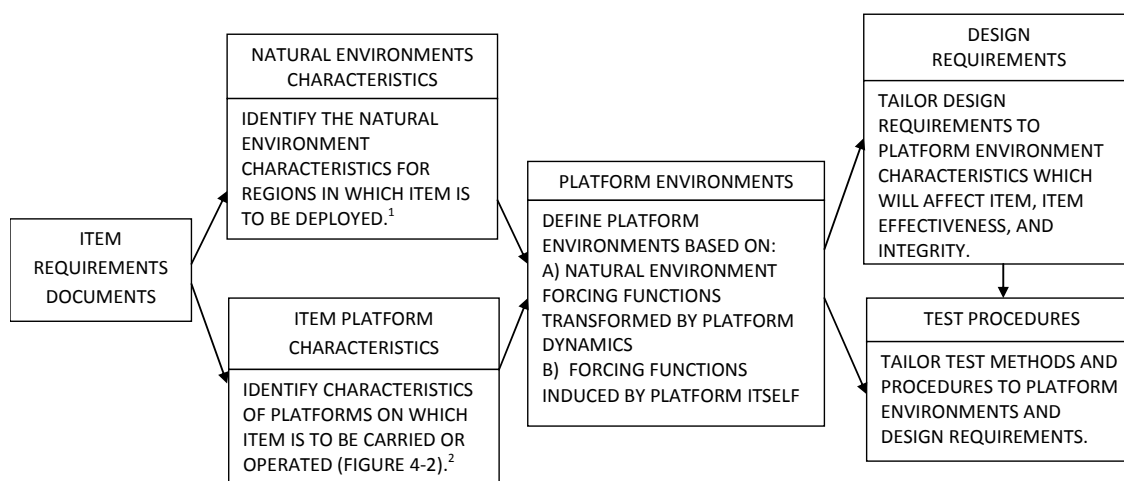 ITEM
REQUIREMENTS
DOCUMENTS
NATURAL ENVIRONMENTS
CHARACTERISTICS
IDENTIFY THE NATURAL
ENVIRONMENT
CHARACTERISTICS FOR
REGIONS IN WHICH ITEM IS
TO BE DEPLOYED.¹
ITEM PLATFORM
CHARACTERISTICS
IDENTIFY CHARACTERISTICS
OF PLATFORMS ON WHICH
ITEM IS TO BE CARRIED OR
OPERATED (FIGURE 4-2).²
PLATFORM ENVIRONMENTS
DEFINE PLATFORM
ENVIRONMENTS BASED ON:
A) NATURAL ENVIRONMENT
FORCING FUNCTIONS
TRANSFORMED BY PLATFORM
DYNAMICS
B) FORCING FUNCTIONS
INDUCED BY PLATFORM ITSELF
DESIGN
REQUIREMENTS
TAILOR DESIGN
REQUIREMENTS TO
PLATFORM ENVIRONMENT
CHARACTERISTICS WHICH
WILL AFFECT ITEM, ITEM
EFFECTIVENESS, AND
INTEGRITY.
TEST PROCEDURES
TAILOR TEST METHODS AND
PROCEDURES TO PLATFORM
ENVIRONMENTS AND
DESIGN REQUIREMENTS.